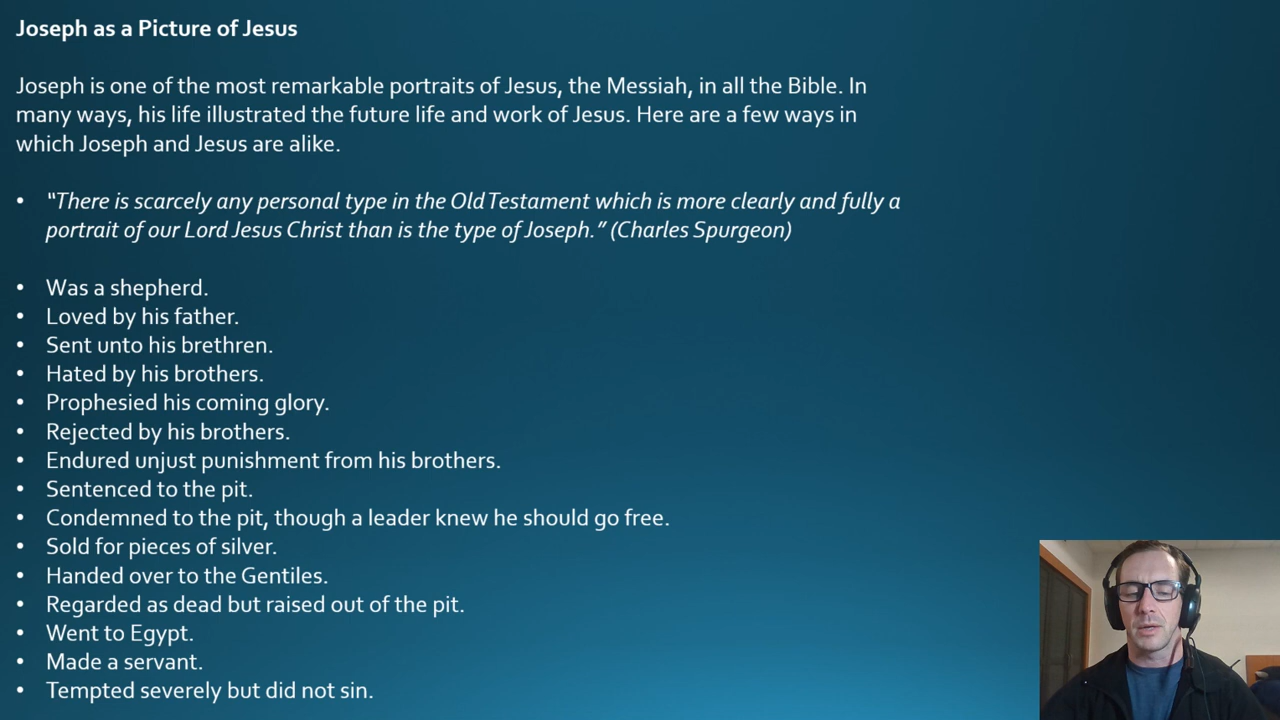 Joseph as a Picture of Jesus
Joseph is one of the most remarkable portraits of Jesus, the Messiah, in all the Bible. In
many ways, his life illustrated the future life and work of Jesus. Here are a few ways in
which Joseph and Jesus are alike.
• “There is scarcely any personal type in the Old Testament which is more clearly and fully a
portrait of our Lord Jesus Christ than is the type of Joseph.” (Charles Spurgeon)
• Was a shepherd.
• Loved by his father.
• Sent unto his brethren.
• Hated by his brothers.
• Prophesied his coming glory.
• Rejected by his brothers.
• Endured unjust punishment from his brothers.
• Sentenced to the pit.
• Condemned to the pit, though a leader knew he should go free.
• Sold for pieces of silver.
• Handed over to the Gentiles.
• Regarded as dead but raised out of the pit.
• Went to Egypt.
• Made a servant.
• Tempted severely but did not sin.